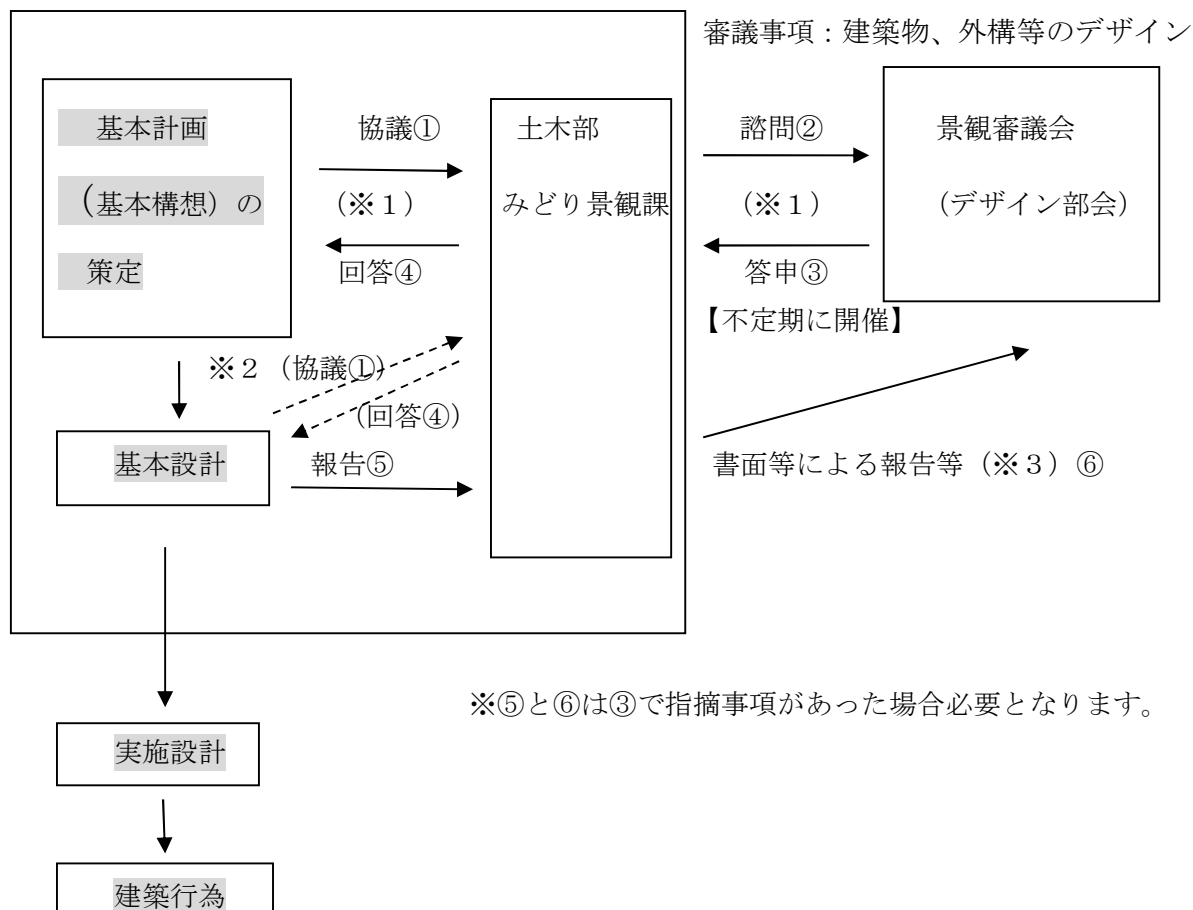 審議事項：建築物、外構等のデザイン
基本計画
（基本構想）の
策定
協議①
（※１）
回答④
土木部
みどり景観課
諮問②
（※１）
答申③
【不定期に開催】
景観審議会
（デザイン部会）
※２（協議①）
（回答④）
基本設計
報告⑤
書面等による報告等（※３）⑥
※⑤と⑥は③で指摘事項があった場合必要となります。
実施設計
建築行為